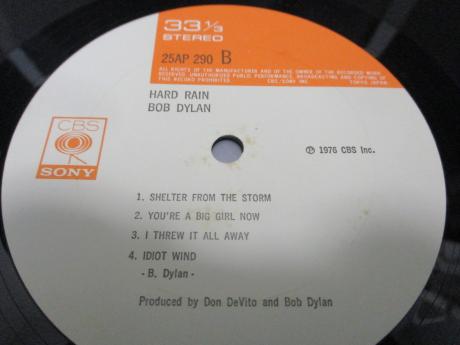 33 1/3
STEREO
25AP 290 B
ALL RIGHTS OF THE MANUFACTURER AND OF THE OWNER OF THE RECORDED WORK
RESERVED. UNAUTHORIZED PUBLIC PERFORMANCE, BROADCASTING AND COPYING OF
THIS RECORD PROHIBITED CBS/SONY INC. TOKYO JAPAN
HARD RAIN
BOB DYLAN
CBS
SONY
℗ 1976 CBS Inc.
1. SHELTER FROM THE STORM
2. YOU'RE A BIG GIRL NOW
3. I THREW IT ALL AWAY
4. IDIOT WIND
- B. Dylan -
Produced by Don DeVito and Bob Dylan